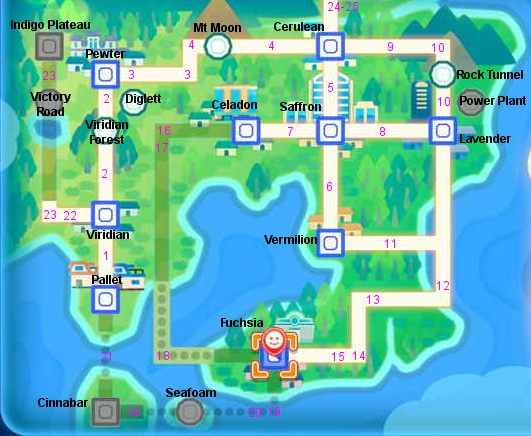 24-25
Indigo Plateau
Mt Moon
Cerulean
4
4
9
10
Pewter
3
3
23
2
Diglett
5
10
Rock Tunnel
Victory
Road
Celadon
Saffron
Power Plant
Viridian
Forest
16
17
7
8
Lavender
2
6
23
22
Viridian
Vermilion
11
1
Pallet
12
13
Fuchsia
21
18
15
14
Seafoam
Cinnabar
20
19